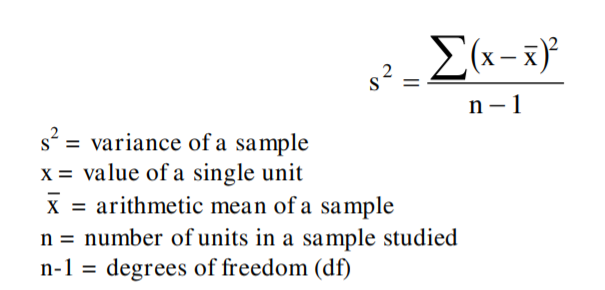 s² = ∑(x – x̄)² / n – 1
s² = variance of a sample
x = value of a single unit
x̄ = arithmetic mean of a sample
n = number of units in a sample studied
n-1 = degrees of freedom (df)